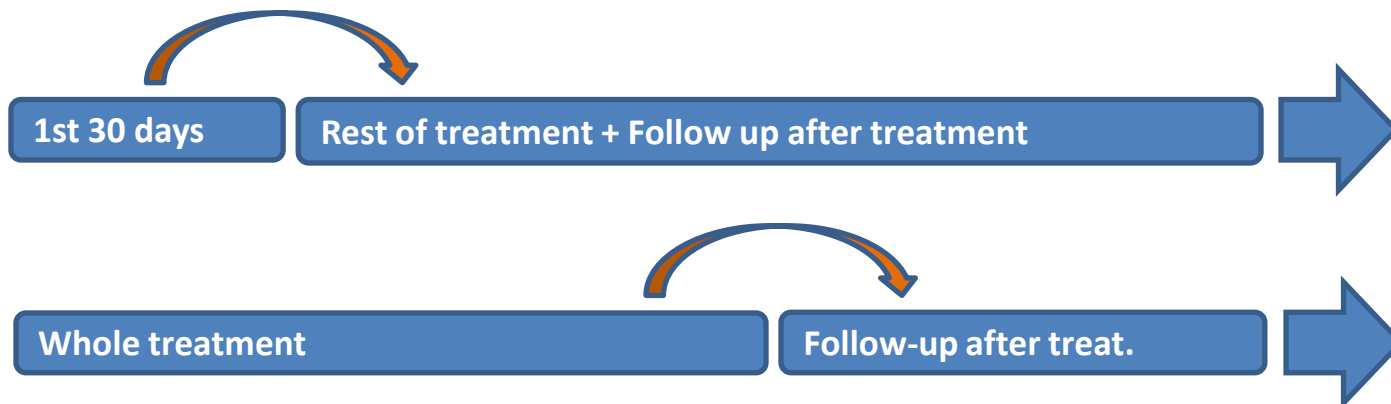 1st 30 days
Rest of treatment + Follow up after treatment
Whole treatment
Follow-up after treat.